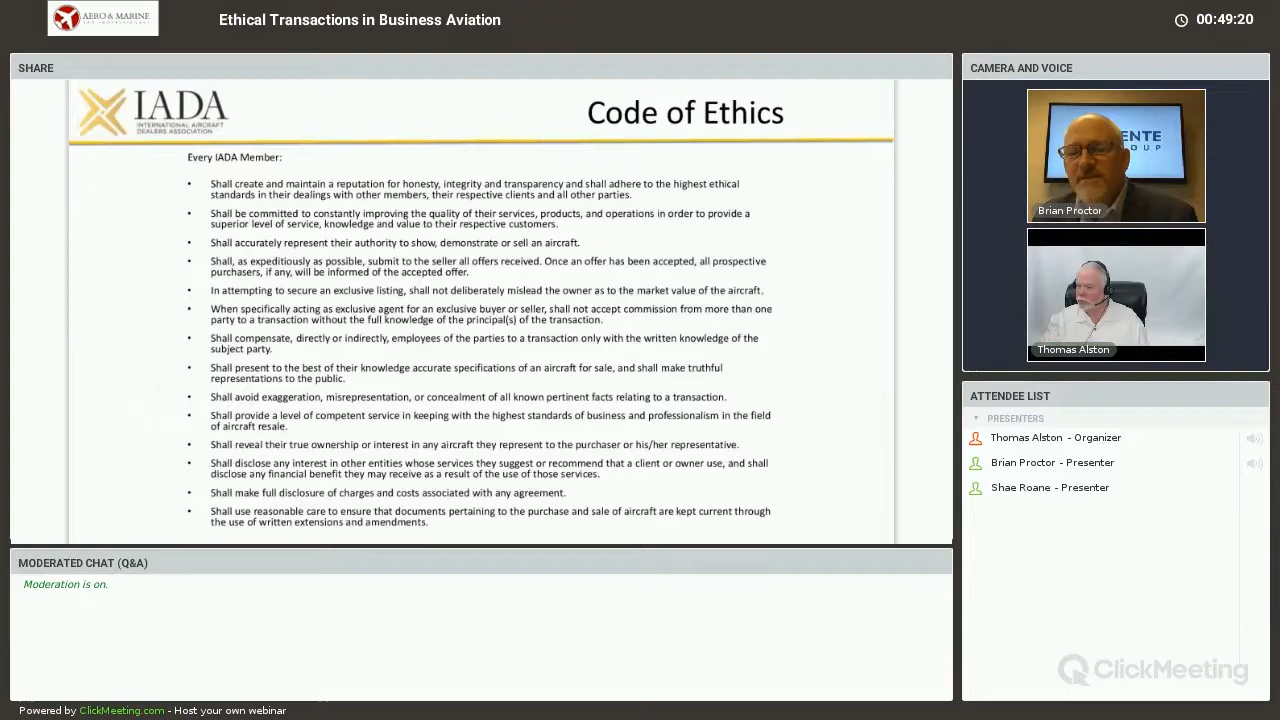 AERO & MARINE
TAX PROFESSIONALS
Ethical Transactions in Business Aviation
00:49:20
SHARE
IADA
INTERNATIONAL AIRCRAFT
DEALERS ASSOCIATION
Code of Ethics
Every IADA Member:
• Shall create and maintain a reputation for honesty, integrity and transparency and shall adhere to the highest ethical
standards in their dealings with other members, their respective clients and all other parties.
• Shall be committed to constantly improving the quality of their services, products, and operations in order to provide a
superior level of service, knowledge and value to their respective customers.
• Shall accurately represent their authority to show, demonstrate or sell an aircraft.
• Shall, as expeditiously as possible, submit to the seller all offers received. Once an offer has been accepted, all prospective
purchasers, if any, will be informed of the accepted offer.
• In attempting to secure an exclusive listing, shall not deliberately mislead the owner as to the market value of the aircraft.
• When specifically acting as exclusive agent for an exclusive buyer or seller, shall not accept commission from more than one
party to a transaction without the full knowledge of the principal(s) of the transaction.
• Shall compensate, directly or indirectly, employees of the parties to a transaction only with the written knowledge of the
subject party.
• Shall present to the best of their knowledge accurate specifications of an aircraft for sale, and shall make truthful
representations to the public.
• Shall avoid exaggeration, misrepresentation, or concealment of all known pertinent facts relating to a transaction.
• Shall provide a level of competent service in keeping with the highest standards of business and professionalism in the field
of aircraft resale.
• Shall reveal their true ownership or interest in any aircraft they represent to the purchaser or his/her representative.
• Shall disclose any interest in other entities whose services they suggest or recommend that a client or owner use, and shall
disclose any financial benefit they may receive as a result of the use of those services.
• Shall make full disclosure of charges and costs associated with any agreement.
• Shall use reasonable care to ensure that documents pertaining to the purchase and sale of aircraft are kept current through
the use of written extensions and amendments.
CAMERA AND VOICE
ENTE
OUP
Brian Proctor
Thomas Alston
ATTENDEE LIST
PRESENTERS
Thomas Alston - Organizer
Brian Proctor - Presenter
Shae Roane - Presenter
MODERATED CHAT (Q&A)
Moderation is on.
ClickMeeting
Powered by ClickMeeting.com - Host your own webinar